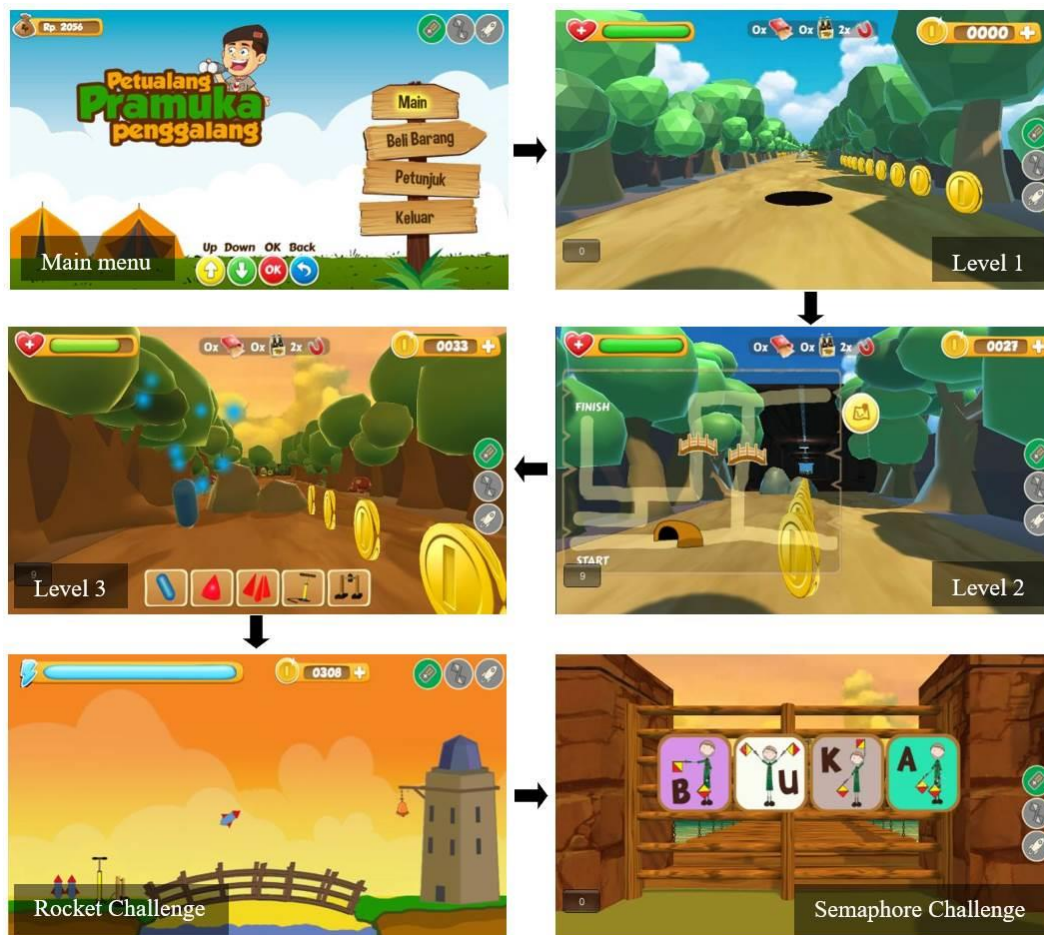 Rp. 2056
Petualang
Pramuka
penggalang
Main
Beli Barang
Petunjuk
Keluar
Up Down OK Back
OK
Main menu
0x 0x 2x
0000
0
Level 1
0x 0x 2x
0033
9
Level 3
0x 0x 2x
0027
FINISH
START
9
Level 2
0308
Rocket Challenge
B
U
K
A
0
Semaphore Challenge